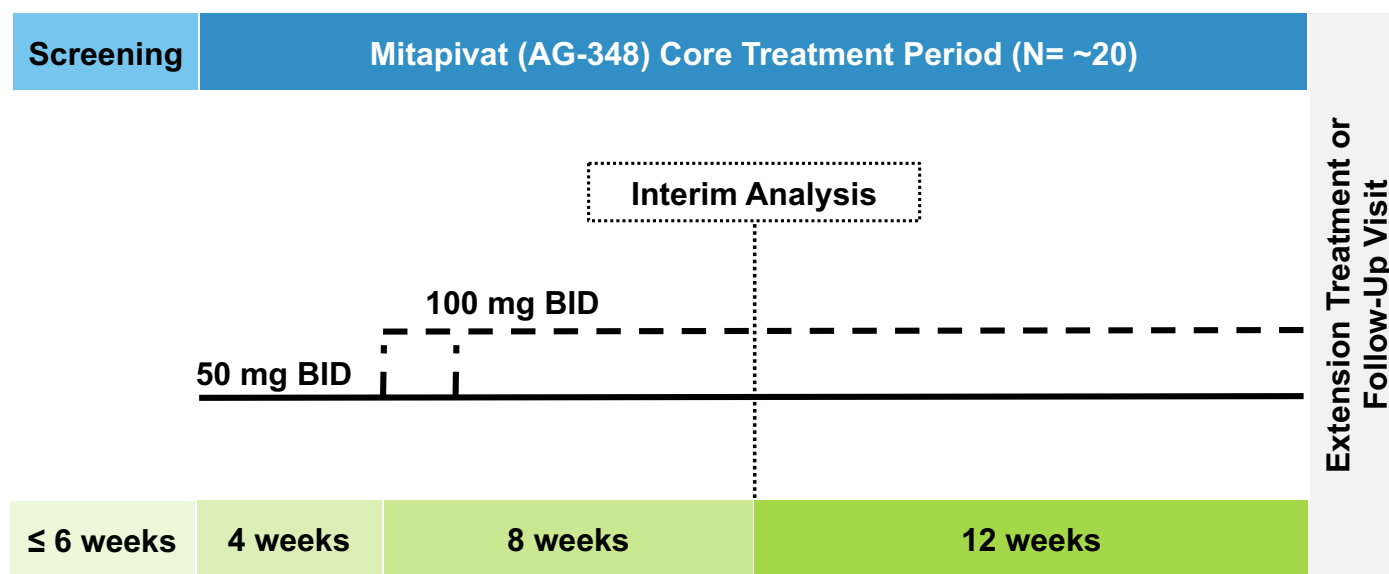 Screening
Mitapivat (AG-348) Core Treatment Period (N= ~20)
Interim Analysis
100 mg BID
50 mg BID
≤ 6 weeks
4 weeks
8 weeks
12 weeks
Extension Treatment or
Follow-Up Visit